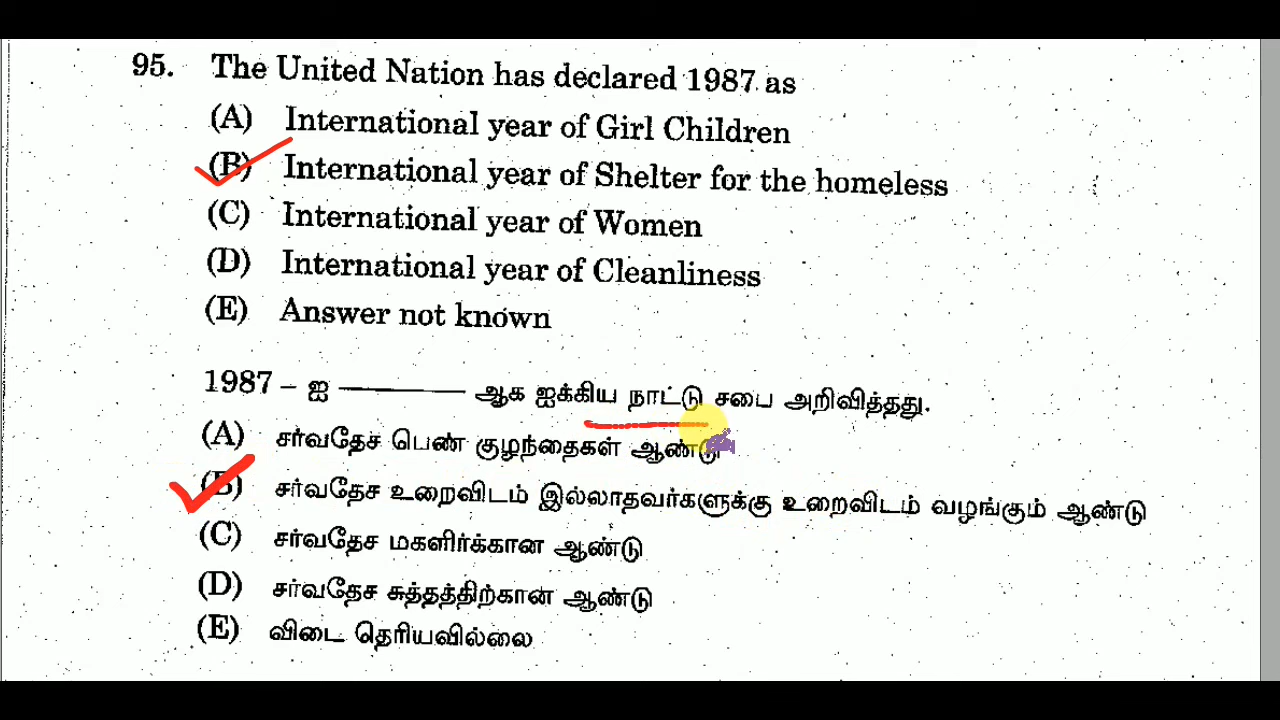 95. The United Nation has declared 1987 as
(A) International year of Girl Children
(B) International year of Shelter for the homeless
(C) International year of Women
(D) International year of Cleanliness
(E) Answer not known
1987 – ஐ ———— ஆக ஐக்கிய நாட்டு சபை அறிவித்தது.
(A) சர்வதேச பெண் குழந்தைகள் ஆண்டு
(B) சர்வதேச உறைவிடம் இல்லாதவர்களுக்கு உறைவிடம் வழங்கும் ஆண்டு
(C) சர்வதேச மகளிர்க்கான ஆண்டு
(D) சர்வதேச சுத்தத்திற்கான ஆண்டு
(E) விடை தெரியவில்லை